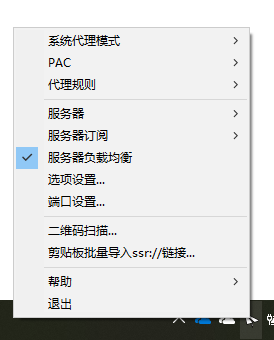 系统代理模式
PAC
代理规则
服务器
服务器订阅
服务器负载均衡
选项设置...
端口设置...
二维码扫描...
剪贴板批量导入ssr://链接...
帮助
退出